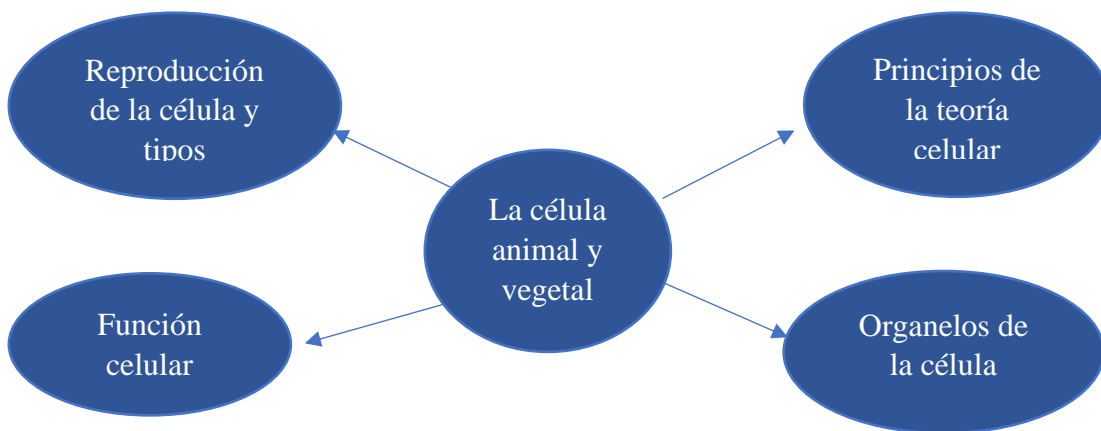 Reproducción
de la célula y
tipos
Principios de
la teoría
celular
La célula
animal y
vegetal
Función
celular
Organelos de
la célula